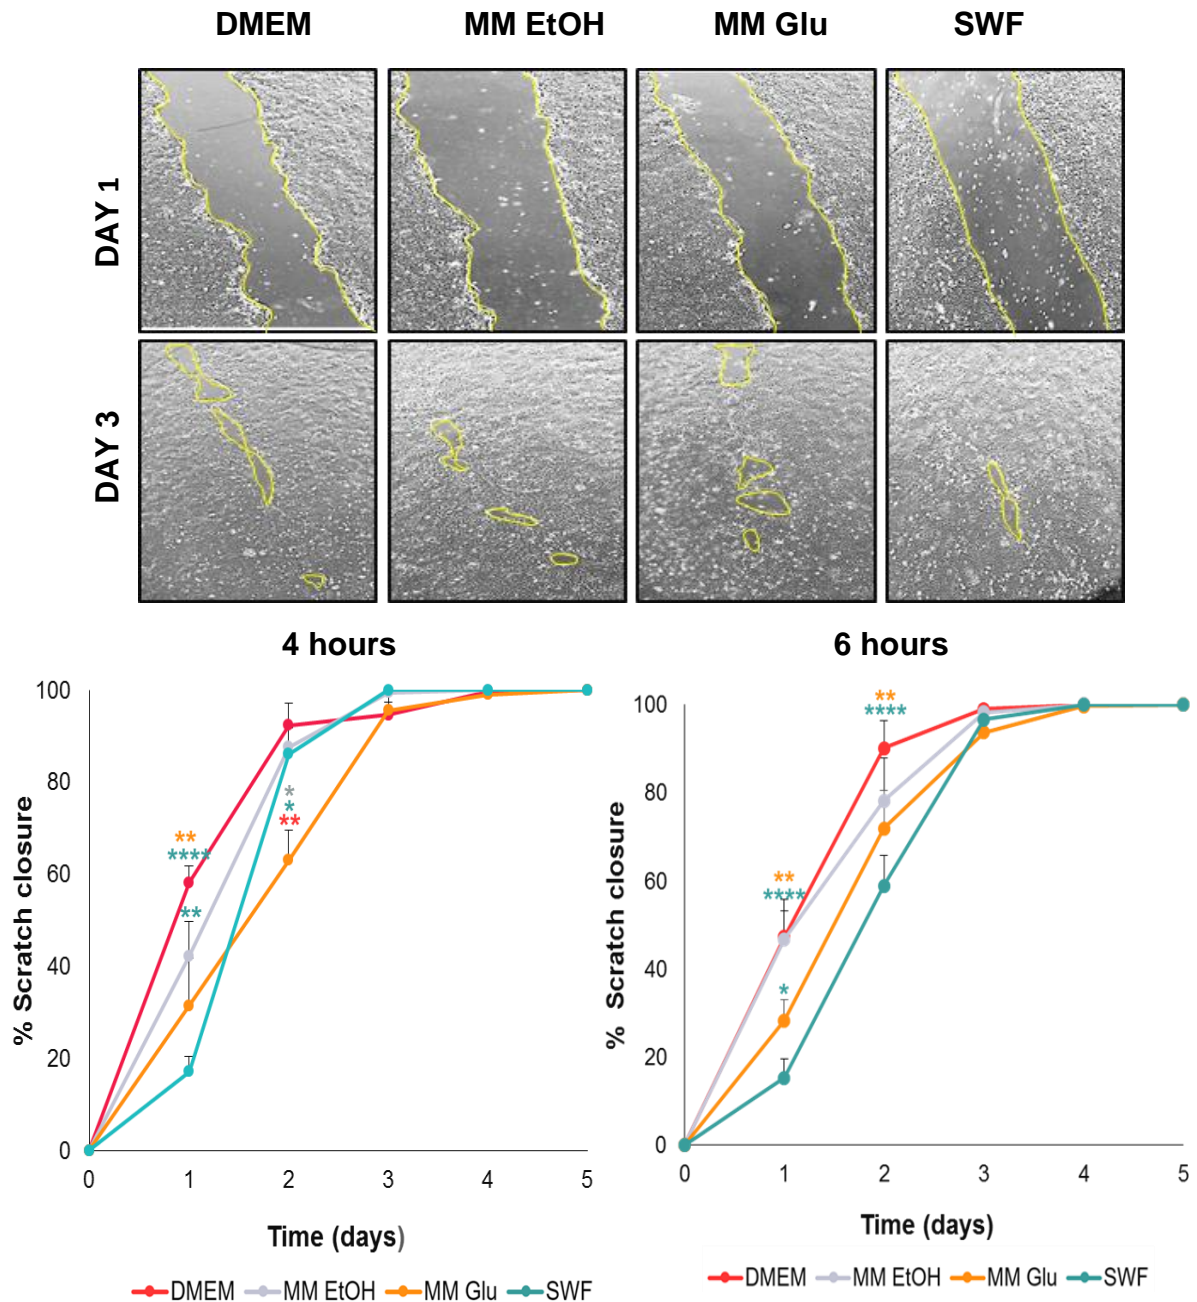 DMEM MM EtOH MM Glu SWF
DAY 1
DAY 3
4 hours
% Scratch closure
100
80
60
40
20
0
**
****
**
*
*
**
0 1 2 3 4 5
Time (days)
DMEM MM EtOH MM Glu SWF
6 hours
% Scratch closure
100
80
60
40
20
0
**
****
*
**
****
0 1 2 3 4 5
Time (days)
DMEM MM EtOH MM Glu SWF